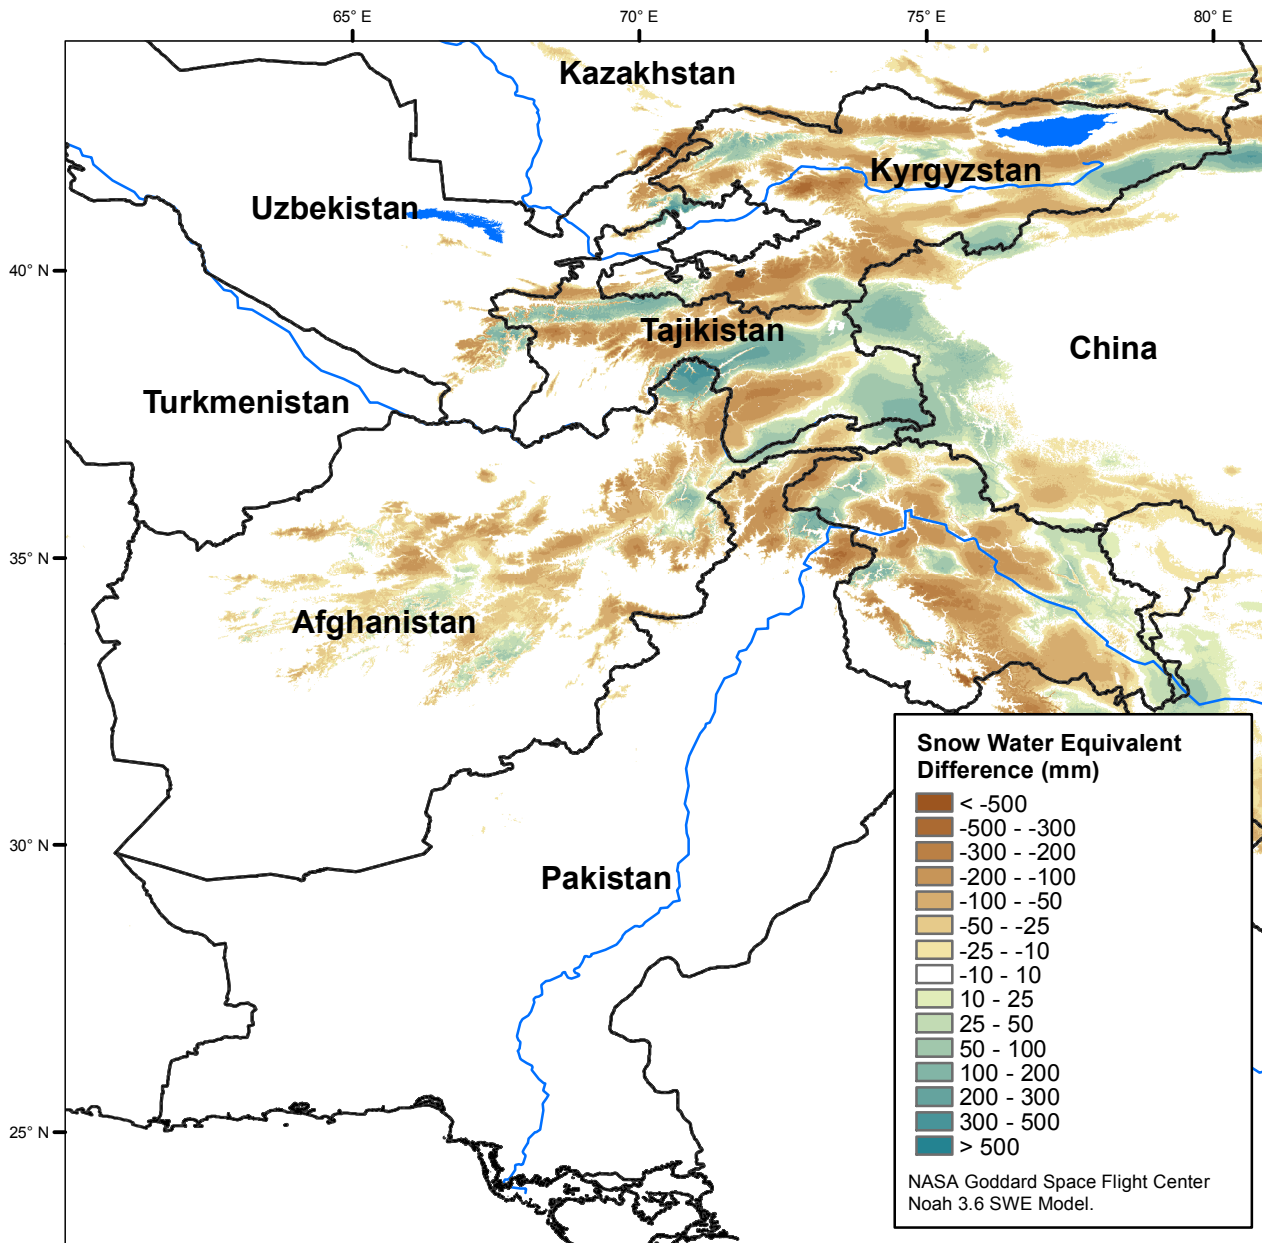 65° E
70° E
75° E
80° E
Kazakhstan
Kyrgyzstan
Uzbekistan
40° N
Tajikistan
China
Turkmenistan
35° N
Afghanistan
30° N
Pakistan
25° N
Snow Water Equivalent
Difference (mm)
< -500
-500 - -300
-300 - -200
-200 - -100
-100 - -50
-50 - -25
-25 - -10
-10 - 10
10 - 25
25 - 50
50 - 100
100 - 200
200 - 300
300 - 500
> 500
NASA Goddard Space Flight Center
Noah 3.6 SWE Model.